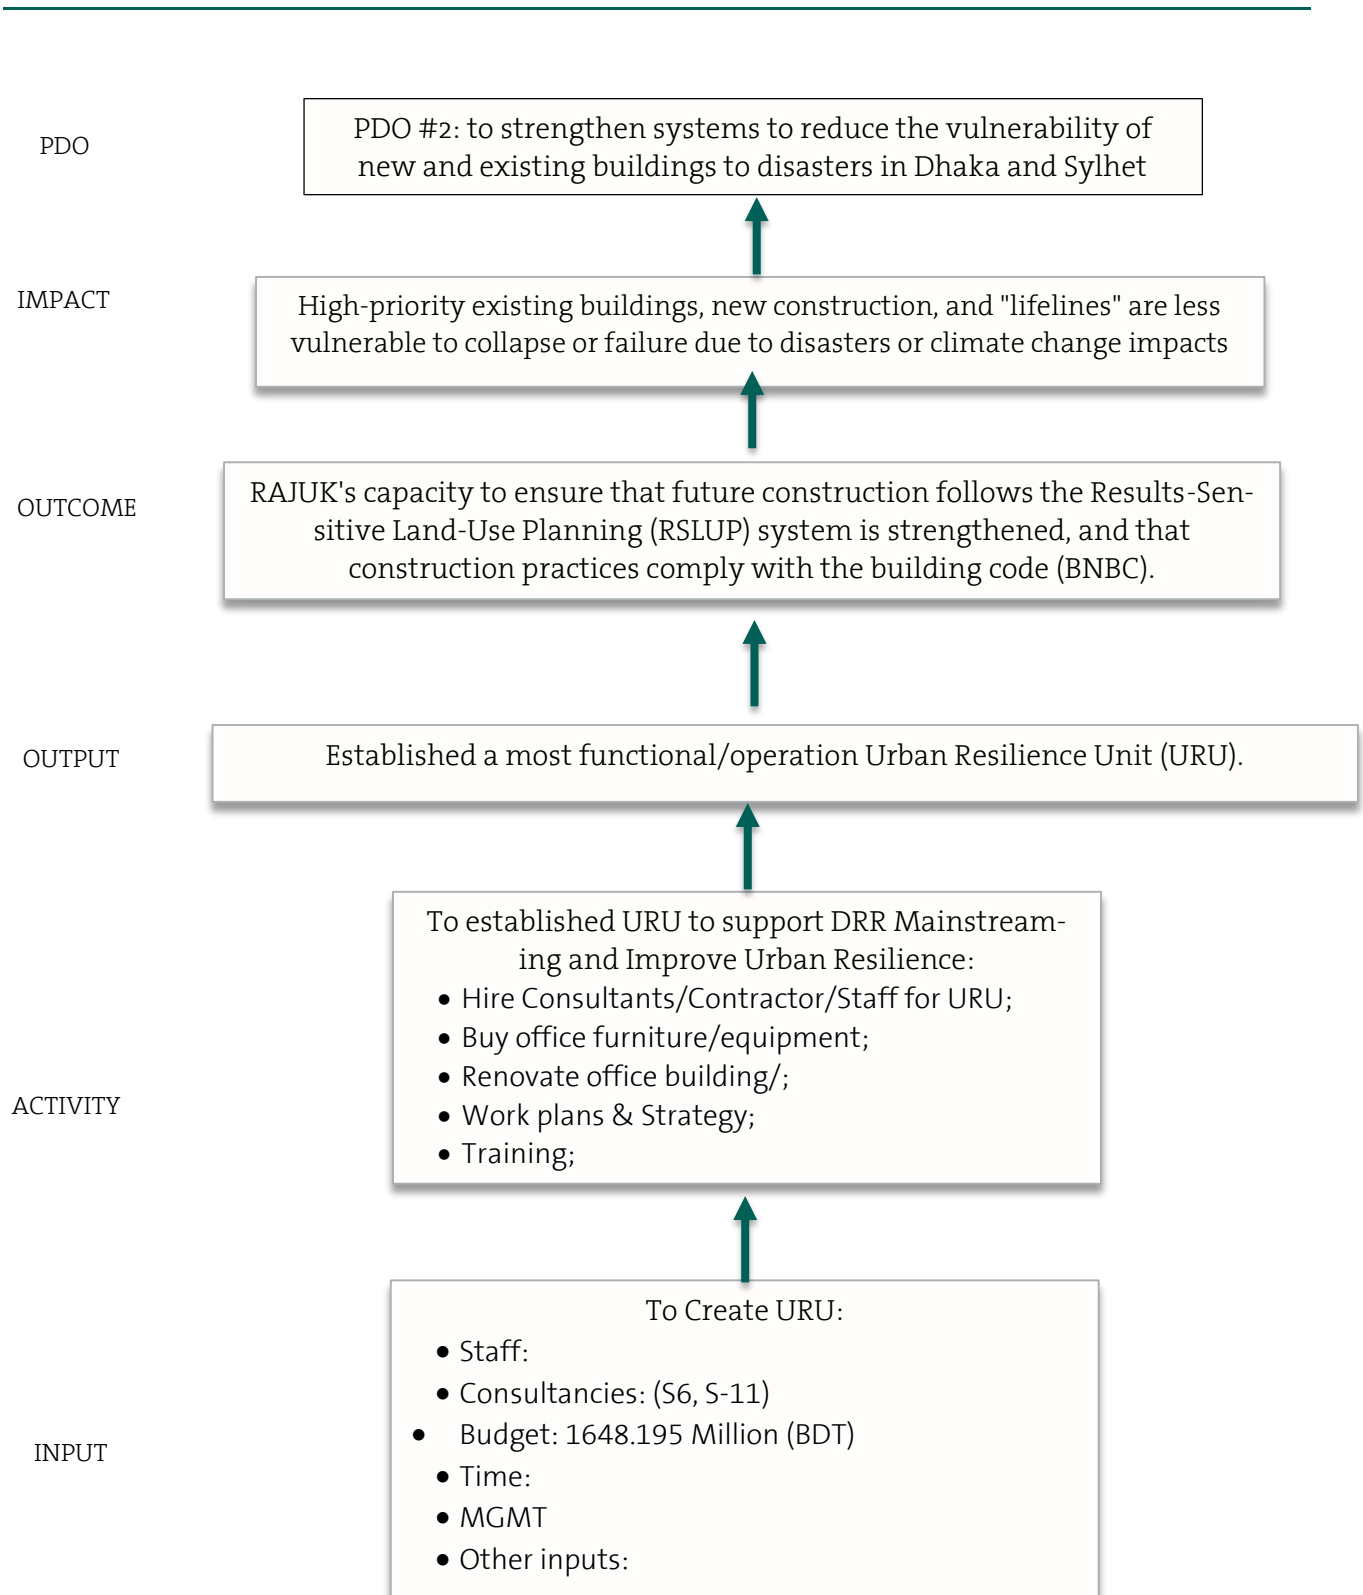 PDO
PDO #2: to strengthen systems to reduce the vulnerability of
new and existing buildings to disasters in Dhaka and Sylhet
IMPACT
High-priority existing buildings, new construction, and "lifelines" are less
vulnerable to collapse or failure due to disasters or climate change impacts
OUTCOME
RAJUK's capacity to ensure that future construction follows the Results-Sen-
sitive Land-Use Planning (RSLUP) system is strengthened, and that
construction practices comply with the building code (BNBC).
OUTPUT
Established a most functional/operation Urban Resilience Unit (URU).
ACTIVITY
To established URU to support DRR Mainstream-
ing and Improve Urban Resilience:
• Hire Consultants/Contractor/Staff for URU;
• Buy office furniture/equipment;
• Renovate office building/;
• Work plans & Strategy;
• Training;
INPUT
To Create URU:
• Staff:
• Consultancies: (S6, S-11)
• Budget: 1648.195 Million (BDT)
• Time:
• MGMT
• Other inputs: